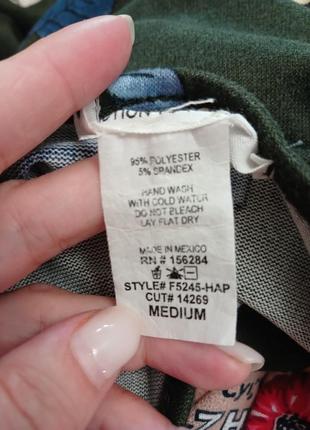 95% POLYESTER
5% SPANDEX
HAND WASH
WITH COLD WATER
DO NOT BLEACH
LAY FLAT DRY
MADE IN MEXICO
RN # 156284
STYLE# F5245-HAP
CUT# 14269
MEDIUM